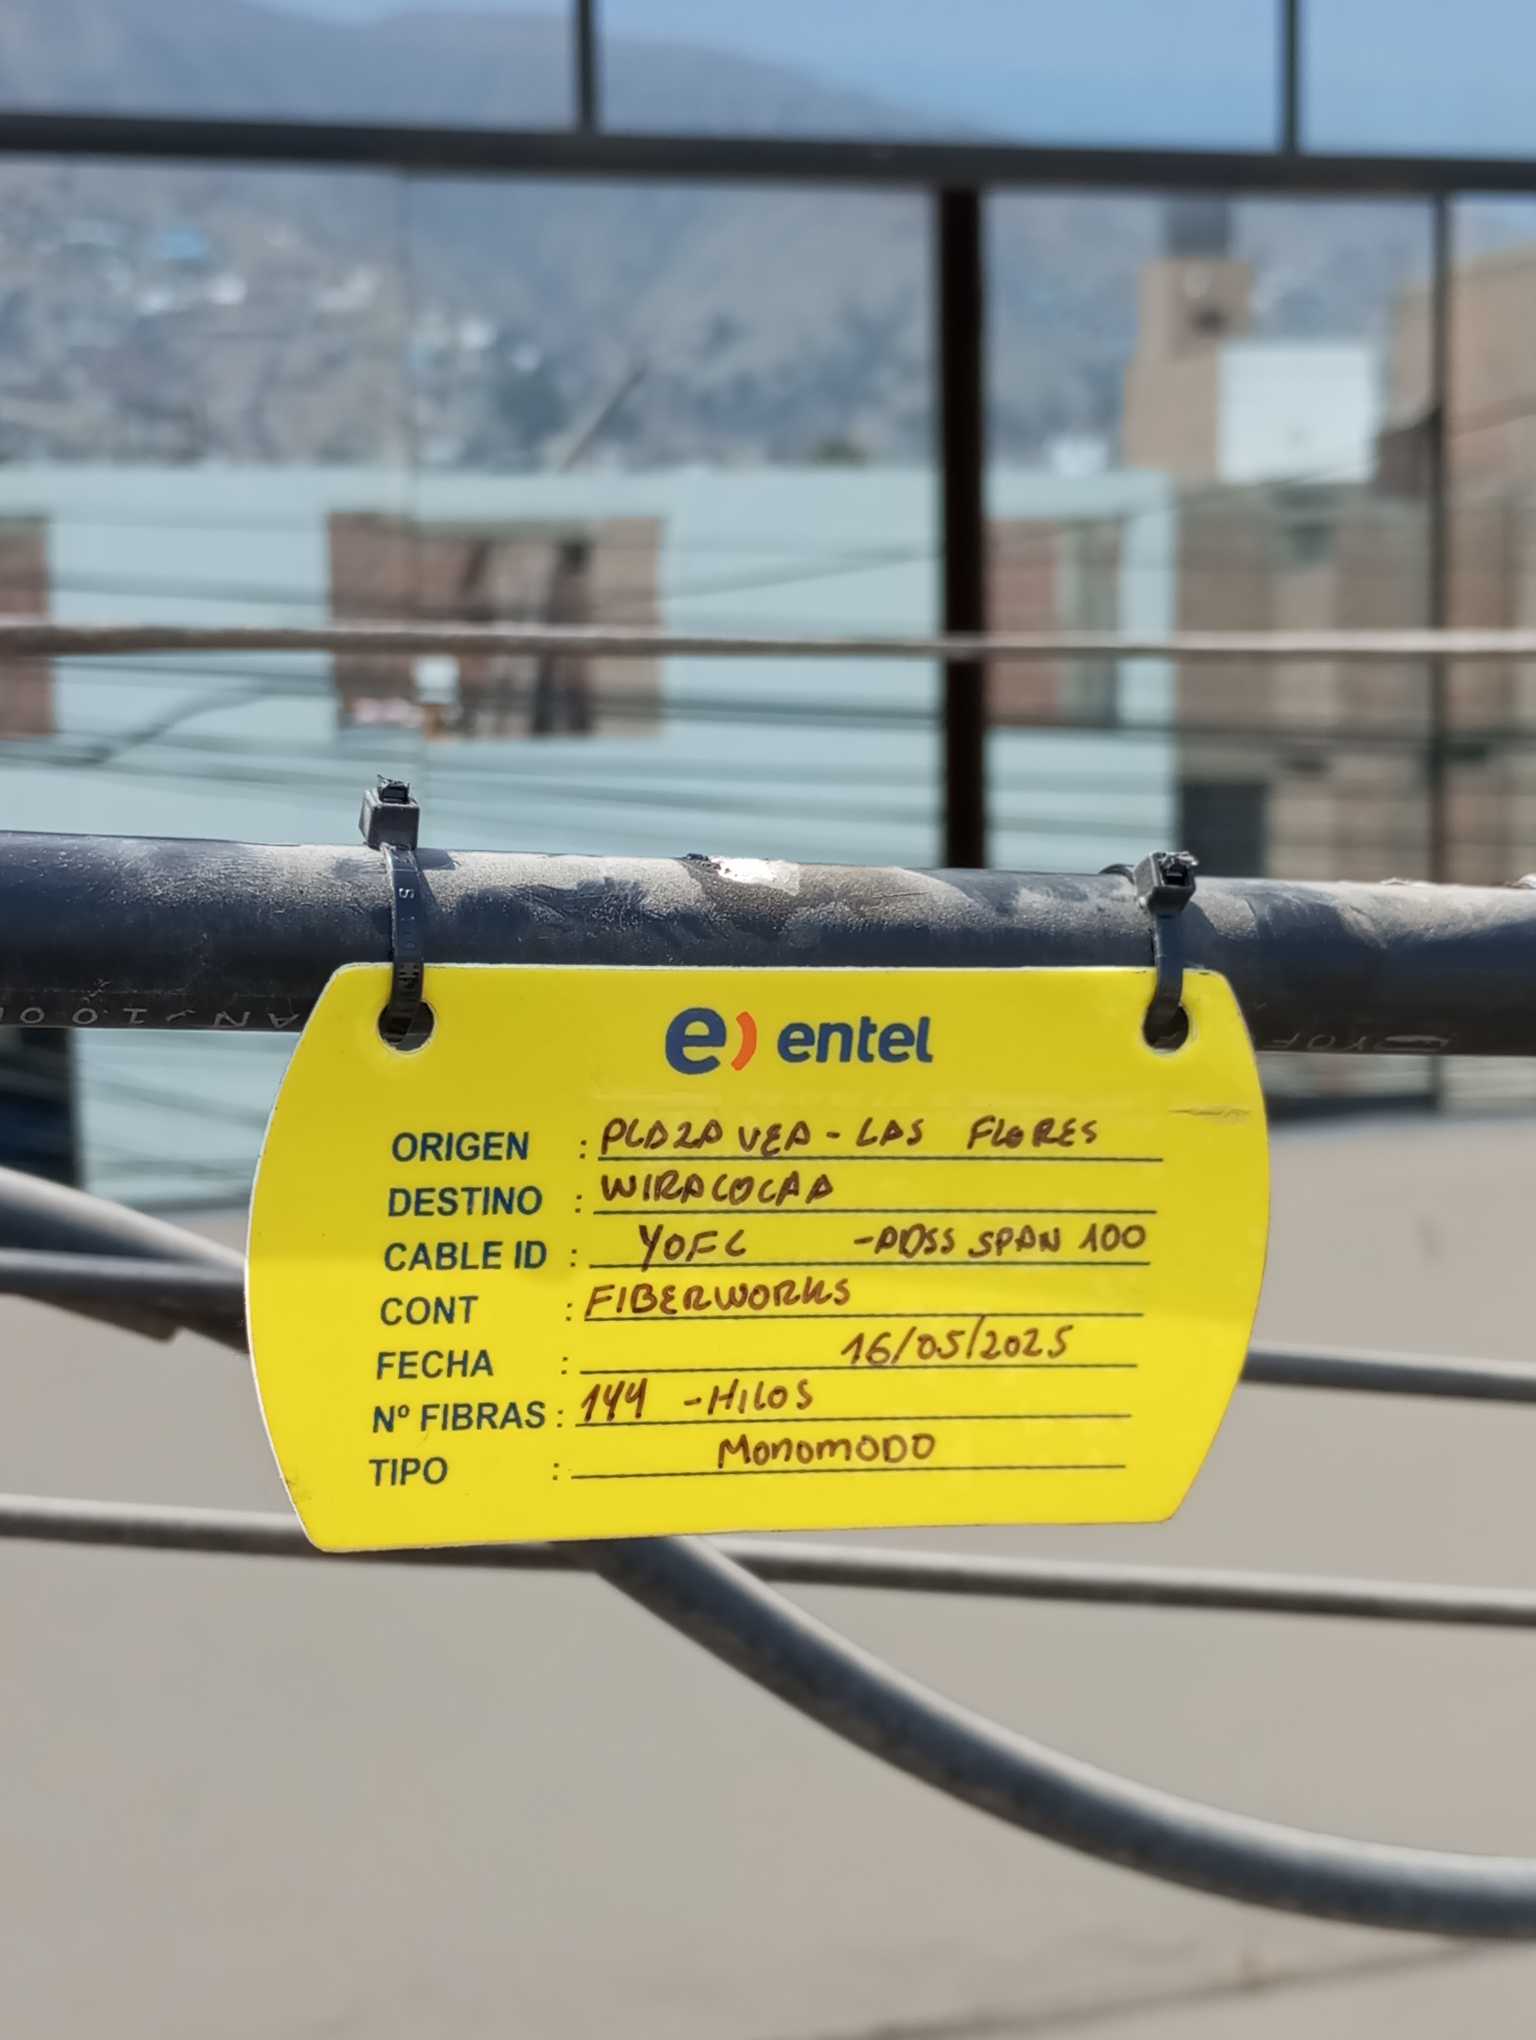 entel
ORIGEN : PLAZA VEA - LAS FLORES
DESTINO : WIRACOCAA
CABLE ID : YOFC -ADSS SPAN 100
CONT : FIBERWORKS
FECHA : 16/05/2025
Nº FIBRAS : 144 -HILOS
TIPO : MONOMODO